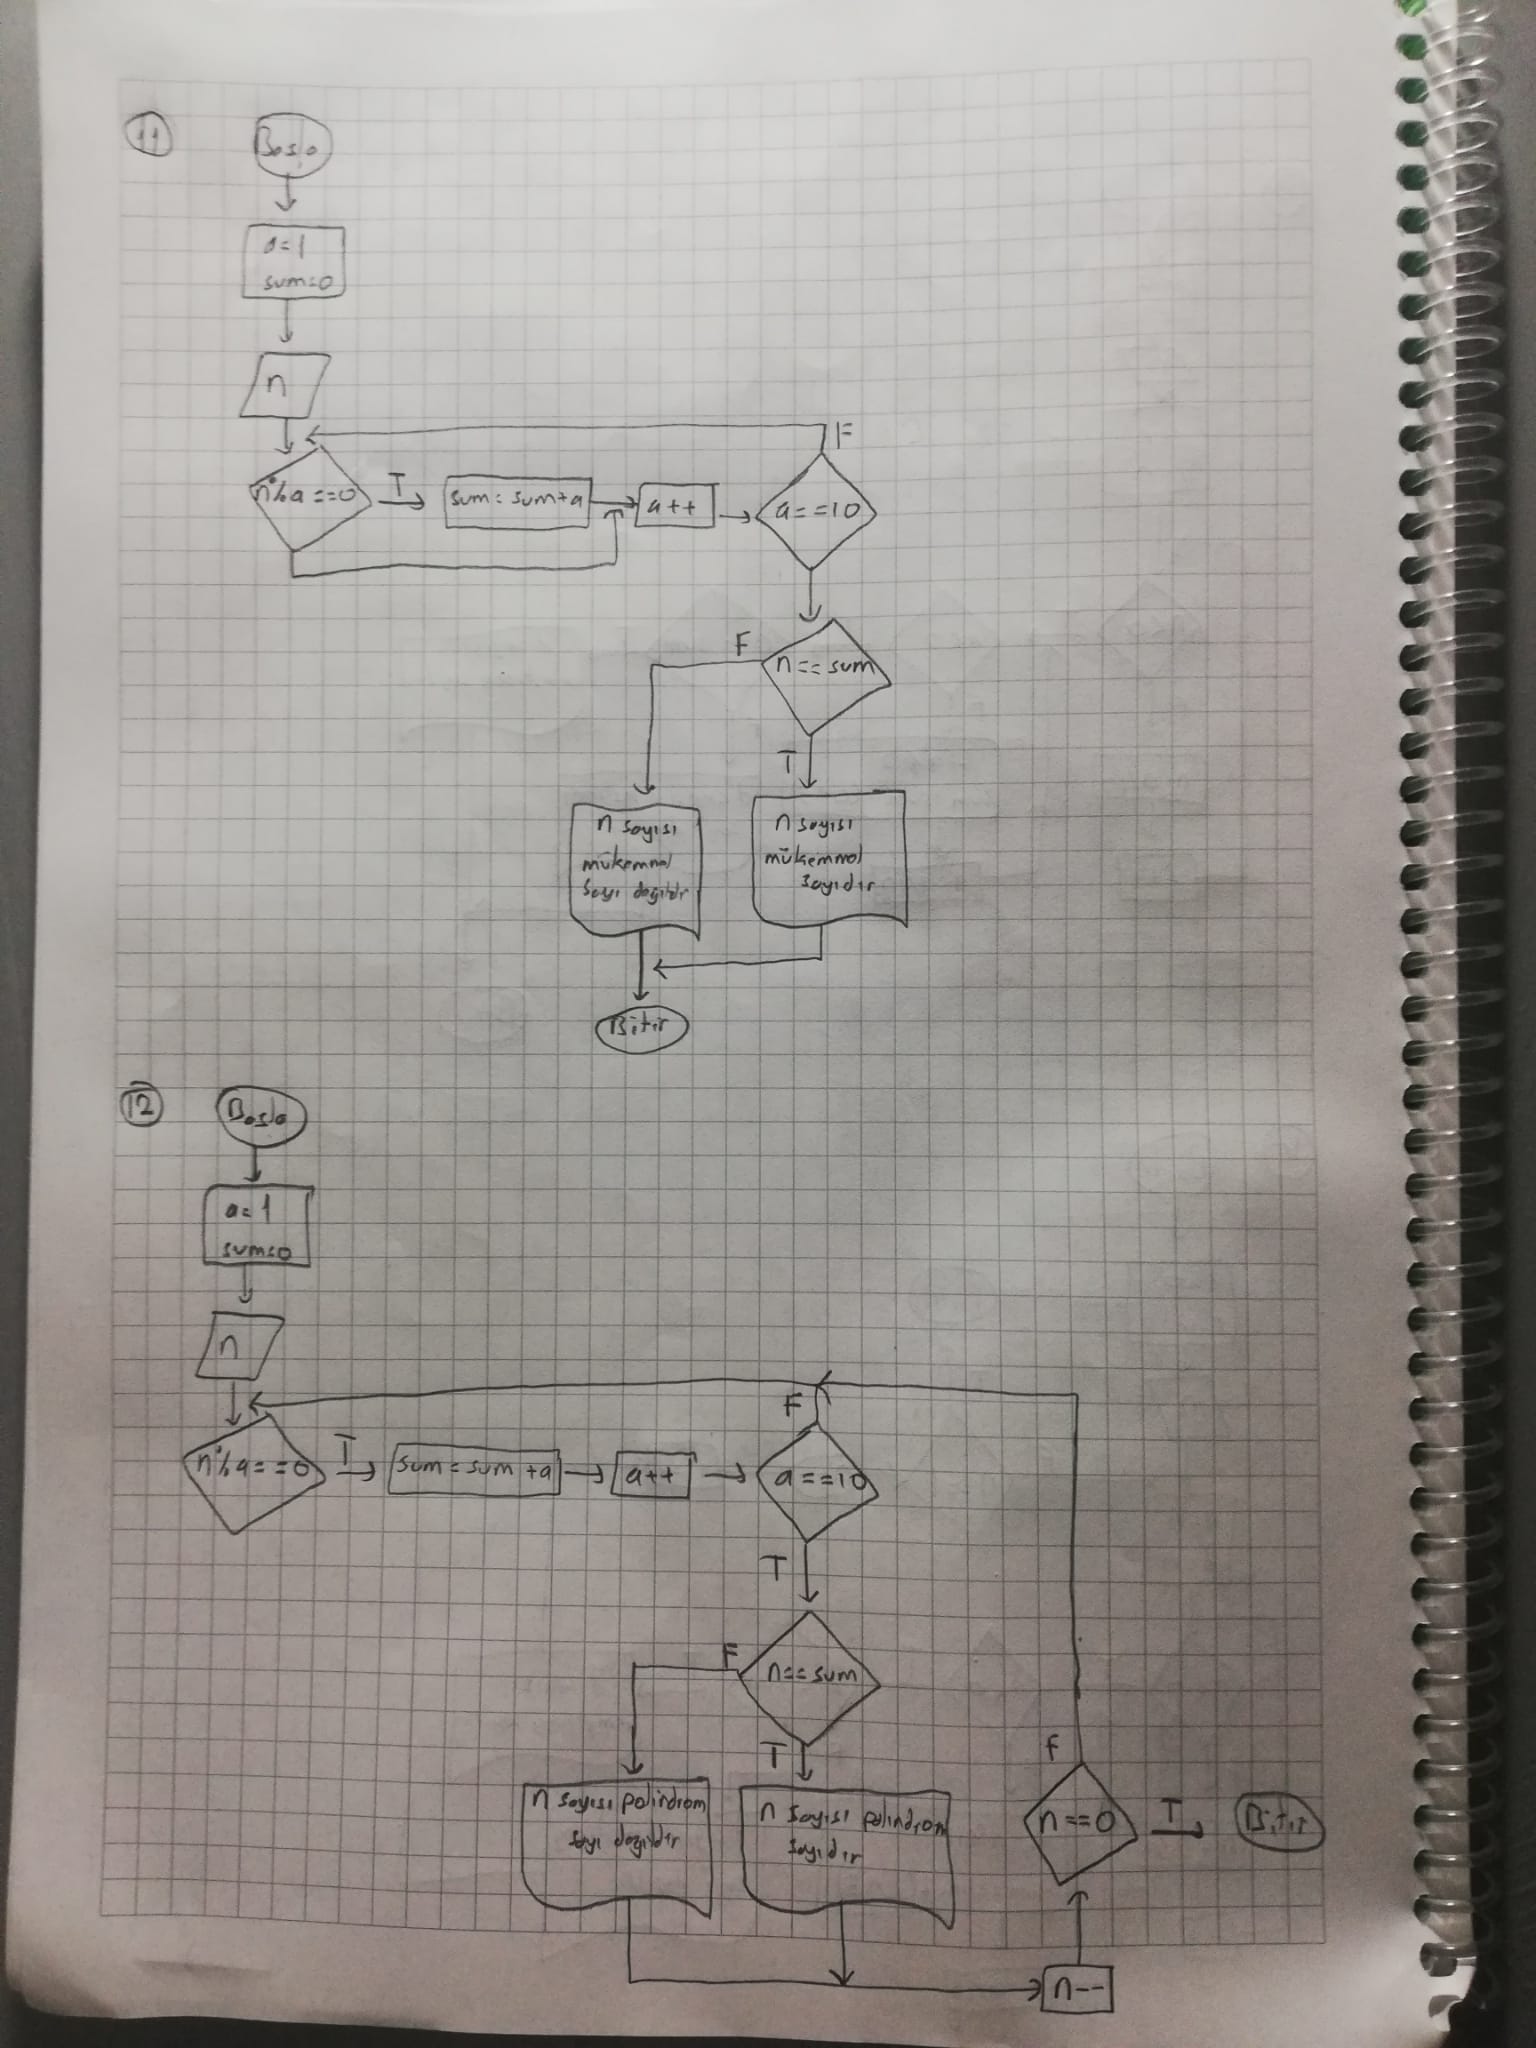 11
Başla
a=1
sum=0
n
F
n%a==0
T
sum=sum+a
a++
a==10
F
n==sum
T
n sayısı
mükemmel
sayı değildir
n sayısı
mükemmel
sayıdır
Bitir
12
Başla
a=1
sum=0
n
F
n%a==0
T
sum=sum+a
a++
a==10
T
F
n==sum
T
F
n sayısı polindrom
sayı değildir
n sayısı polindrom
sayıdır
n==0
T
Bitir
n--